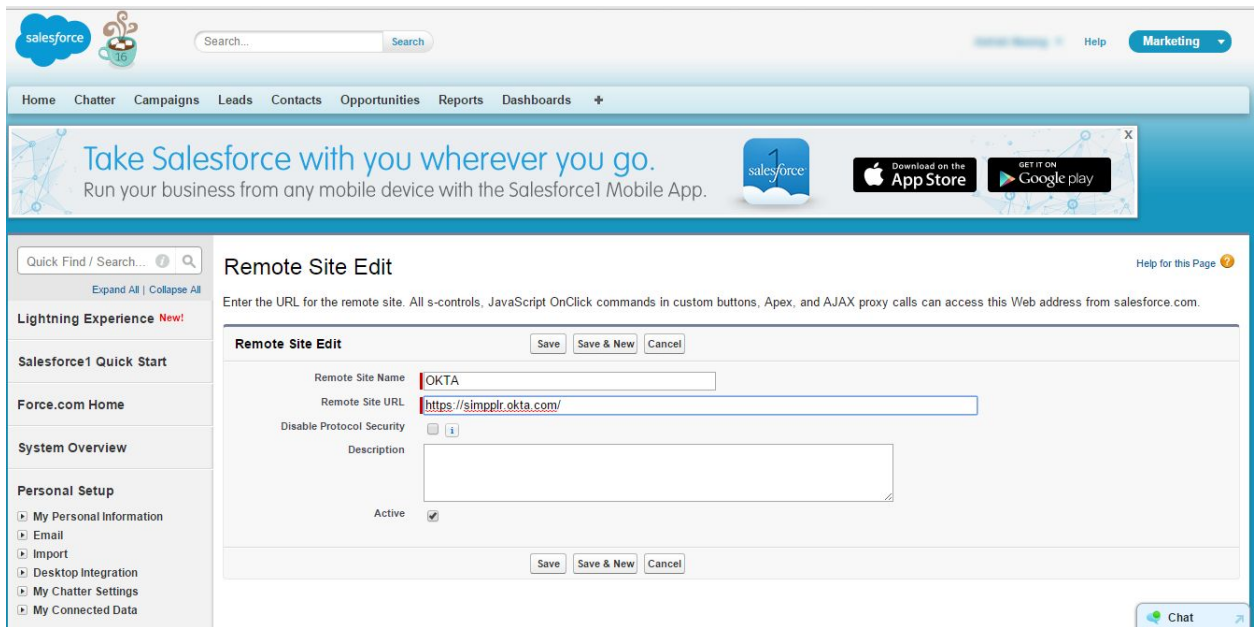 salesforce
16
Search...
Search
Help
Marketing
Home Chatter Campaigns Leads Contacts Opportunities Reports Dashboards +
Take Salesforce with you wherever you go.
Run your business from any mobile device with the Salesforce1 Mobile App.
1
salesforce
Download on the
App Store
GET IT ON
Google play
X
Quick Find / Search...
Expand All | Collapse All
Lightning Experience New!
Salesforce1 Quick Start
Force.com Home
System Overview
Personal Setup
My Personal Information
Email
Import
Desktop Integration
My Chatter Settings
My Connected Data
Remote Site Edit
Help for this Page ?
Enter the URL for the remote site. All s-controls, JavaScript OnClick commands in custom buttons, Apex, and AJAX proxy calls can access this Web address from salesforce.com.
Remote Site Edit Save Save & New Cancel
Remote Site Name OKTA
Remote Site URL https://simpplr.okta.com/
Disable Protocol Security i
Description
Active
Save Save & New Cancel
Chat